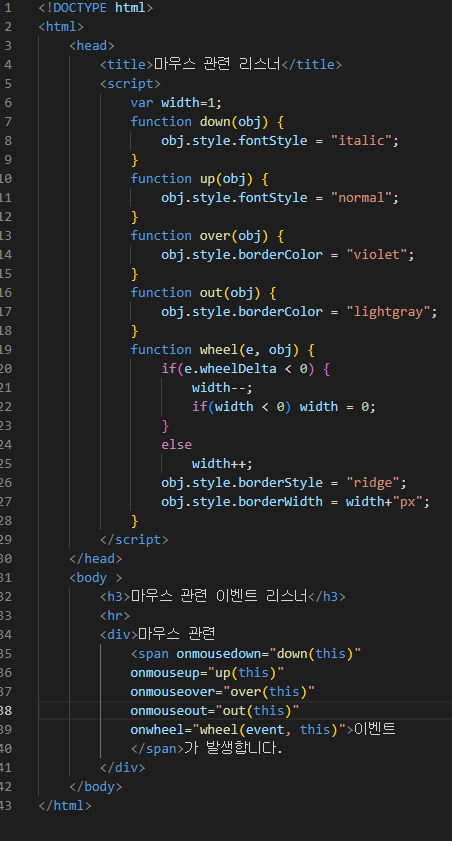 1 <!DOCTYPE html>
2 <html>
3     <head>
4         <title>마우스 관련 리스너</title>
5         <script>
6             var width=1;
7             function down(obj) {
8                 obj.style.fontStyle = "italic";
9             }
10             function up(obj) {
11                 obj.style.fontStyle = "normal";
12             }
13             function over(obj) {
14                 obj.style.borderColor = "violet";
15             }
16             function out(obj) {
17                 obj.style.borderColor = "lightgray";
18             }
19             function wheel(e, obj) {
20                 if(e.wheelDelta < 0) {
21                     width--;
22                     if(width < 0) width = 0;
23                 }
24                 else
25                     width++;
26                 obj.style.borderStyle = "ridge";
27                 obj.style.borderWidth = width+"px";
28             }
29         </script>
30     </head>
31     <body >
32         <h3>마우스 관련 이벤트 리스너</h3>
33         <hr>
34         <div>마우스 관련
35             <span onmousedown="down(this)"
36             onmouseup="up(this)"
37             onmouseover="over(this)"
38             onmouseout="out(this)"
39             onwheel="wheel(event, this)">이벤트
40             </span>가 발생합니다.
41         </div>
42     </body>
43 </html>